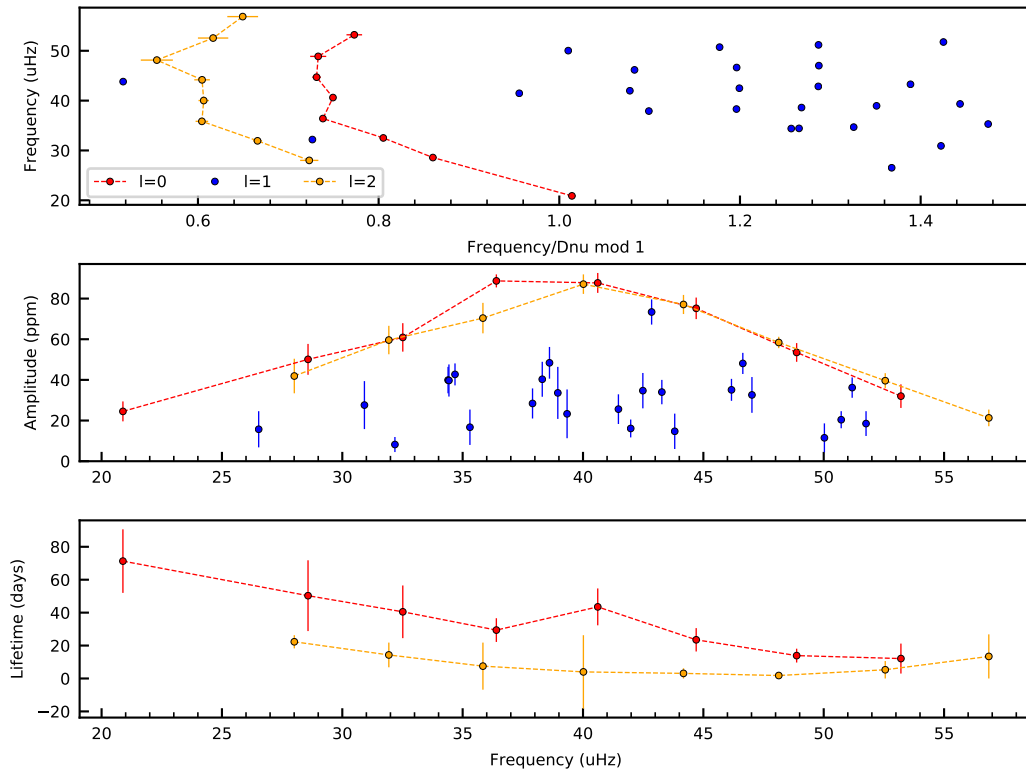 Frequency (uHz)
50
40
30
20
l=0 l=1 l=2
0.6 0.8 1.0 1.2 1.4
Frequency/Dnu mod 1
Amplitude (ppm)
80
60
40
20
0
20 25 30 35 40 45 50 55
Lifetime (days)
80
60
40
20
0
−20
20 25 30 35 40 45 50 55
Frequency (uHz)